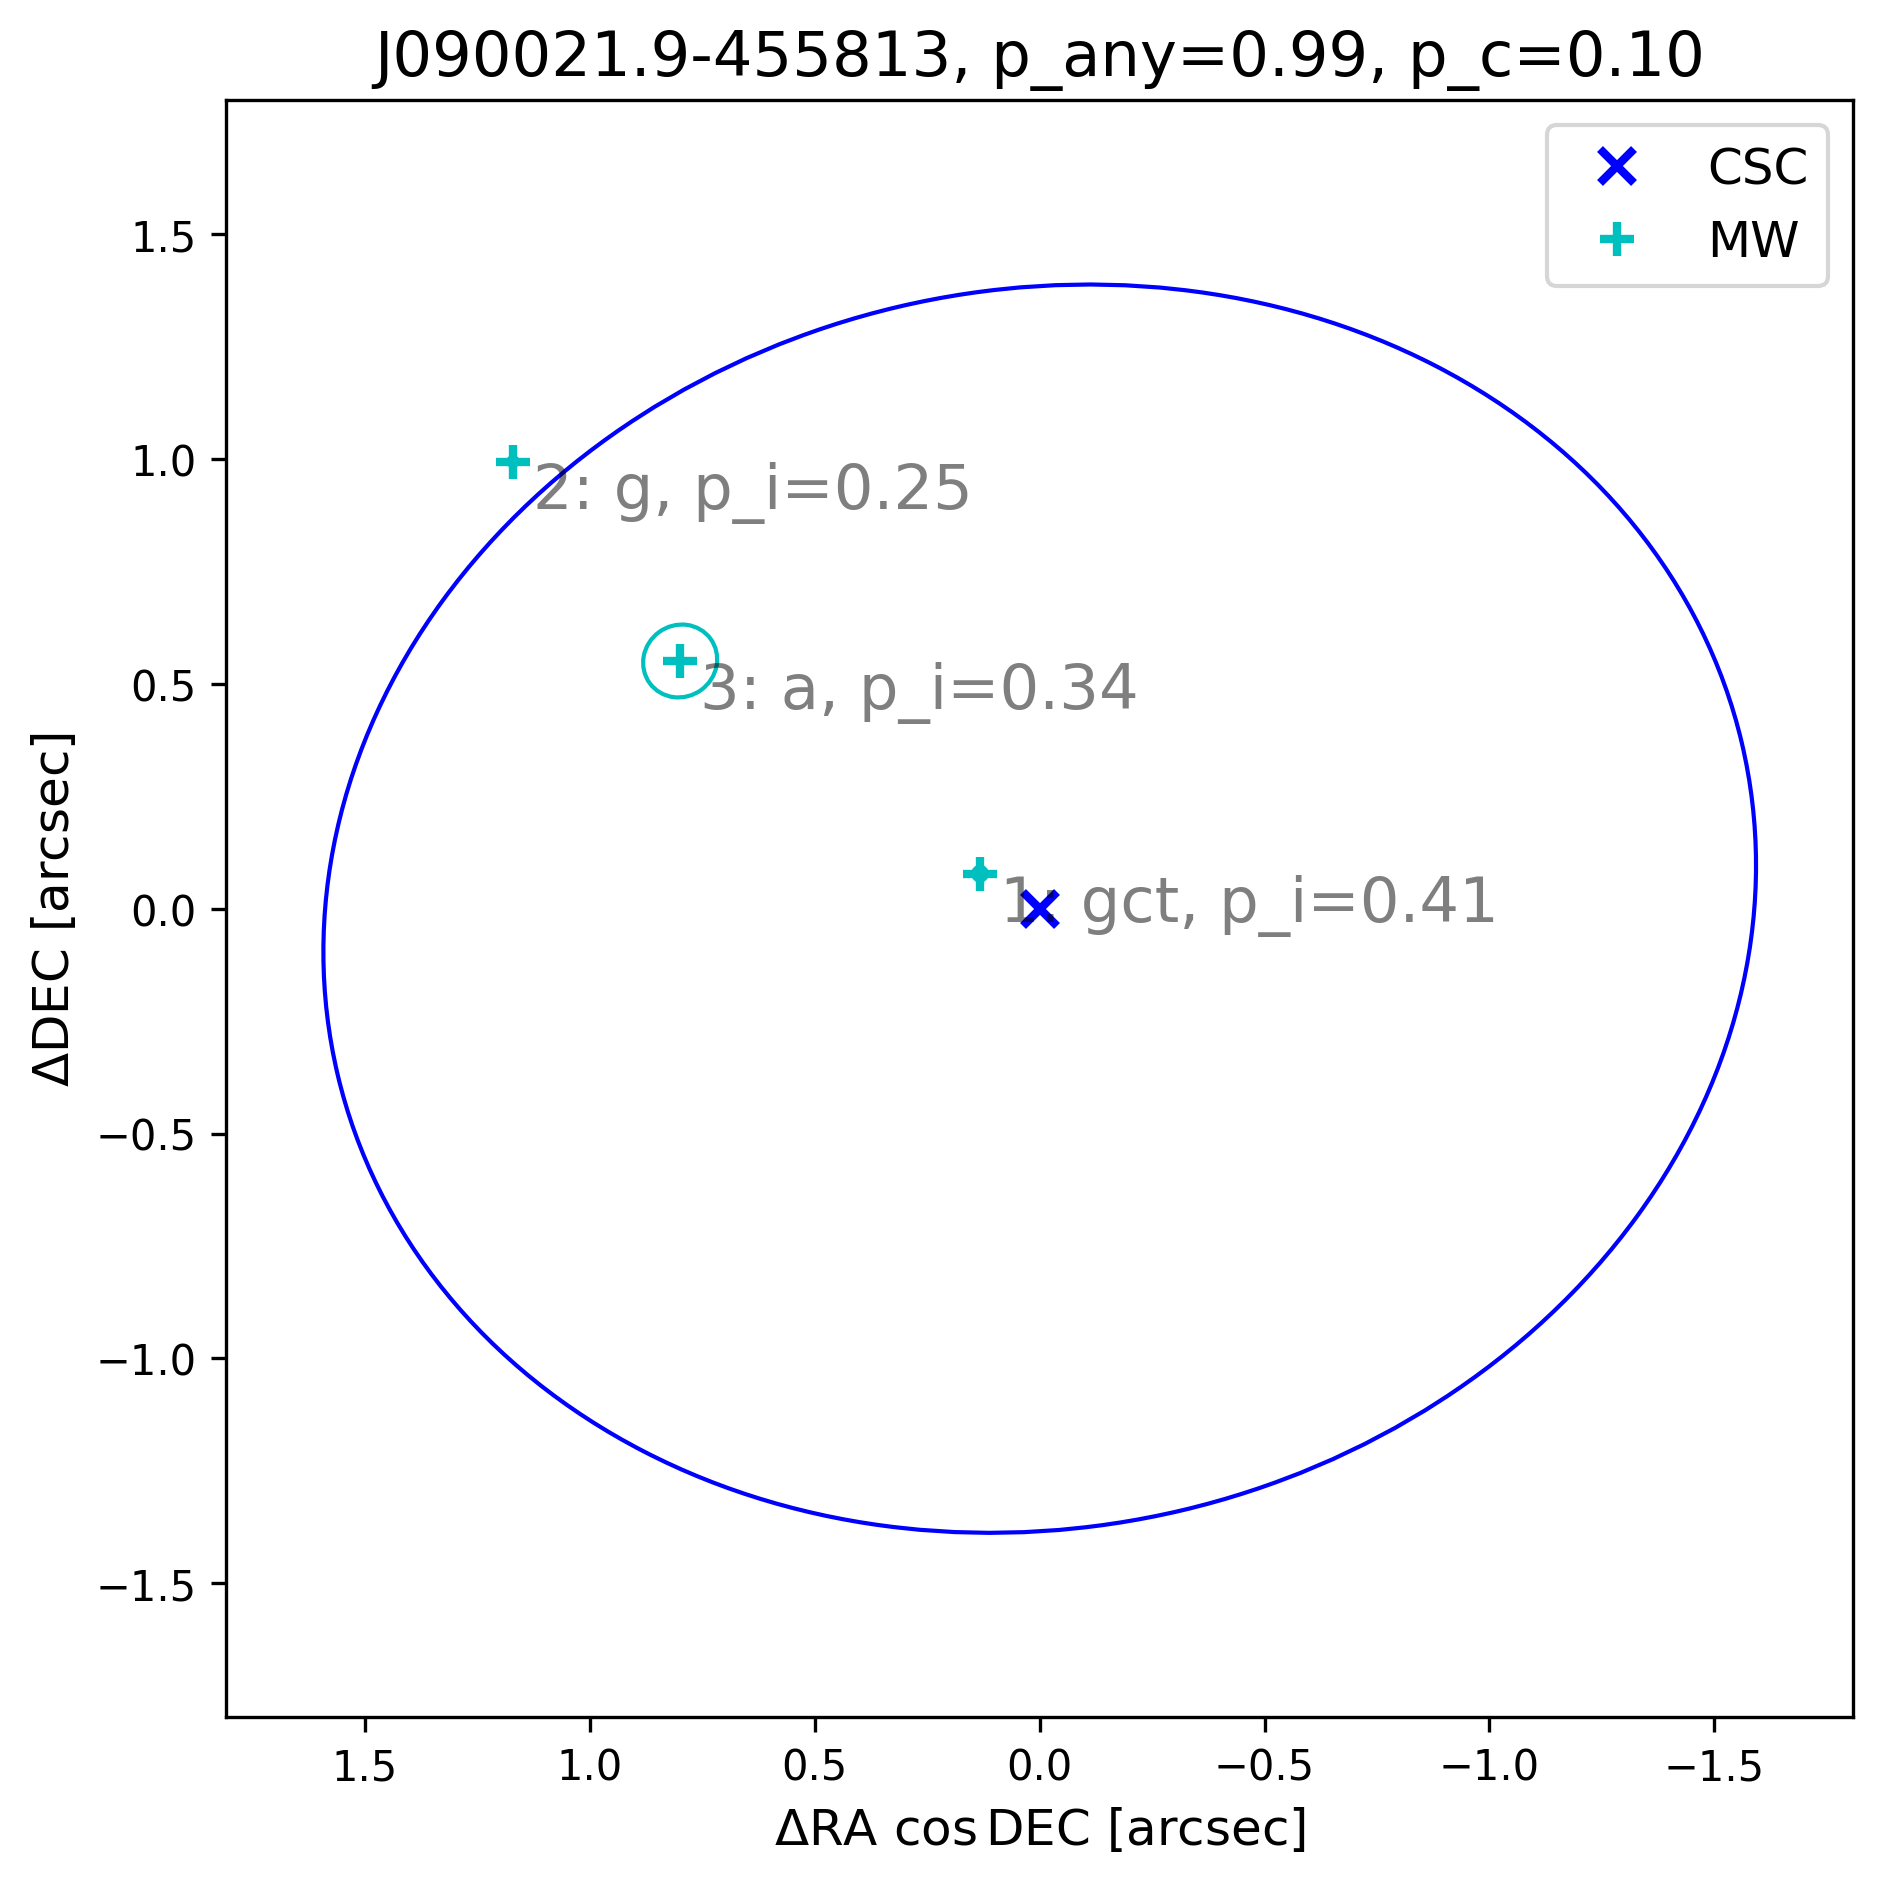 J090021.9-455813, p_any=0.99, p_c=0.10
CSC
MW
1.5
1.0
0.5
0.0
−0.5
−1.0
−1.5
ΔDEC [arcsec]
2: g, p_i=0.25
3: a, p_i=0.34
1: gct, p_i=0.41
1.5
1.0
0.5
0.0
−0.5
−1.0
−1.5
ΔRA cos DEC [arcsec]